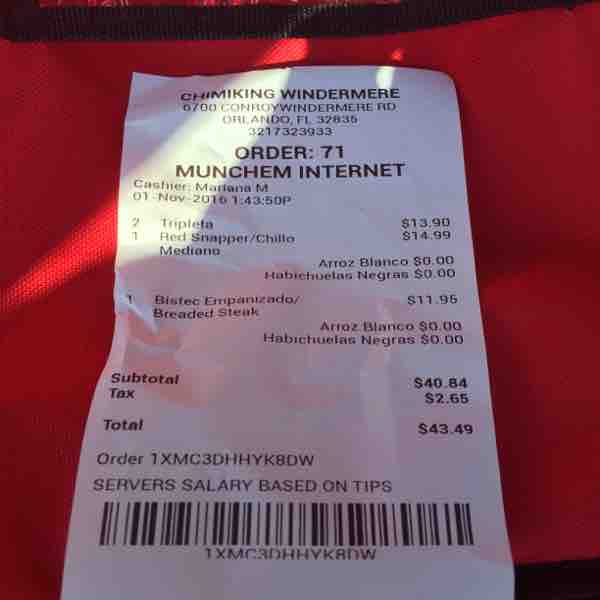 CHIMIKING WINDERMERE
6700 CONROYWINDERMERE RD
ORLANDO, FL 32835
3217323933
ORDER: 71
MUNCHEM INTERNET
Cashier: Mariana M
01-Nov-2016 1:43:50P
2 Tripleta $13.90
1 Red Snapper/Chillo $14.99
Mediano
Arroz Blanco $0.00
Habichuelas Negras $0.00
1 Bistec Empanizado/ $11.95
Breaded Steak
Arroz Blanco $0.00
Habichuelas Negras $0.00
Subtotal $40.84
Tax $2.65
Total $43.49
Order 1XMC3DHHYK8DW
SERVERS SALARY BASED ON TIPS
1XMC3DHHYK8DW